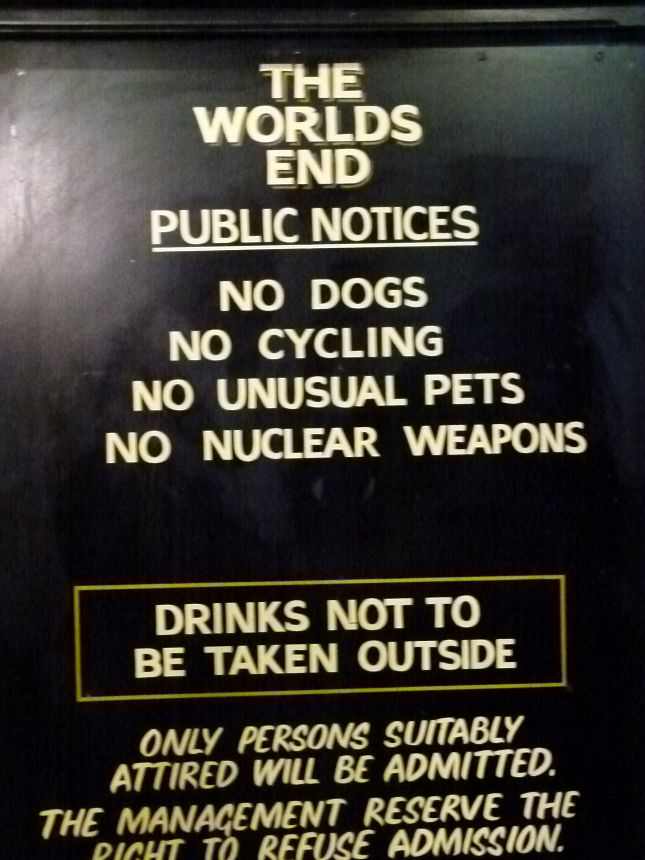 THE
WORLDS
END
PUBLIC NOTICES
NO DOGS
NO CYCLING
NO UNUSUAL PETS
NO NUCLEAR WEAPONS
DRINKS NOT TO
BE TAKEN OUTSIDE
ONLY PERSONS SUITABLY
ATTIRED WILL BE ADMITTED.
THE MANAGEMENT RESERVE THE
RIGHT TO REFUSE ADMISSION.